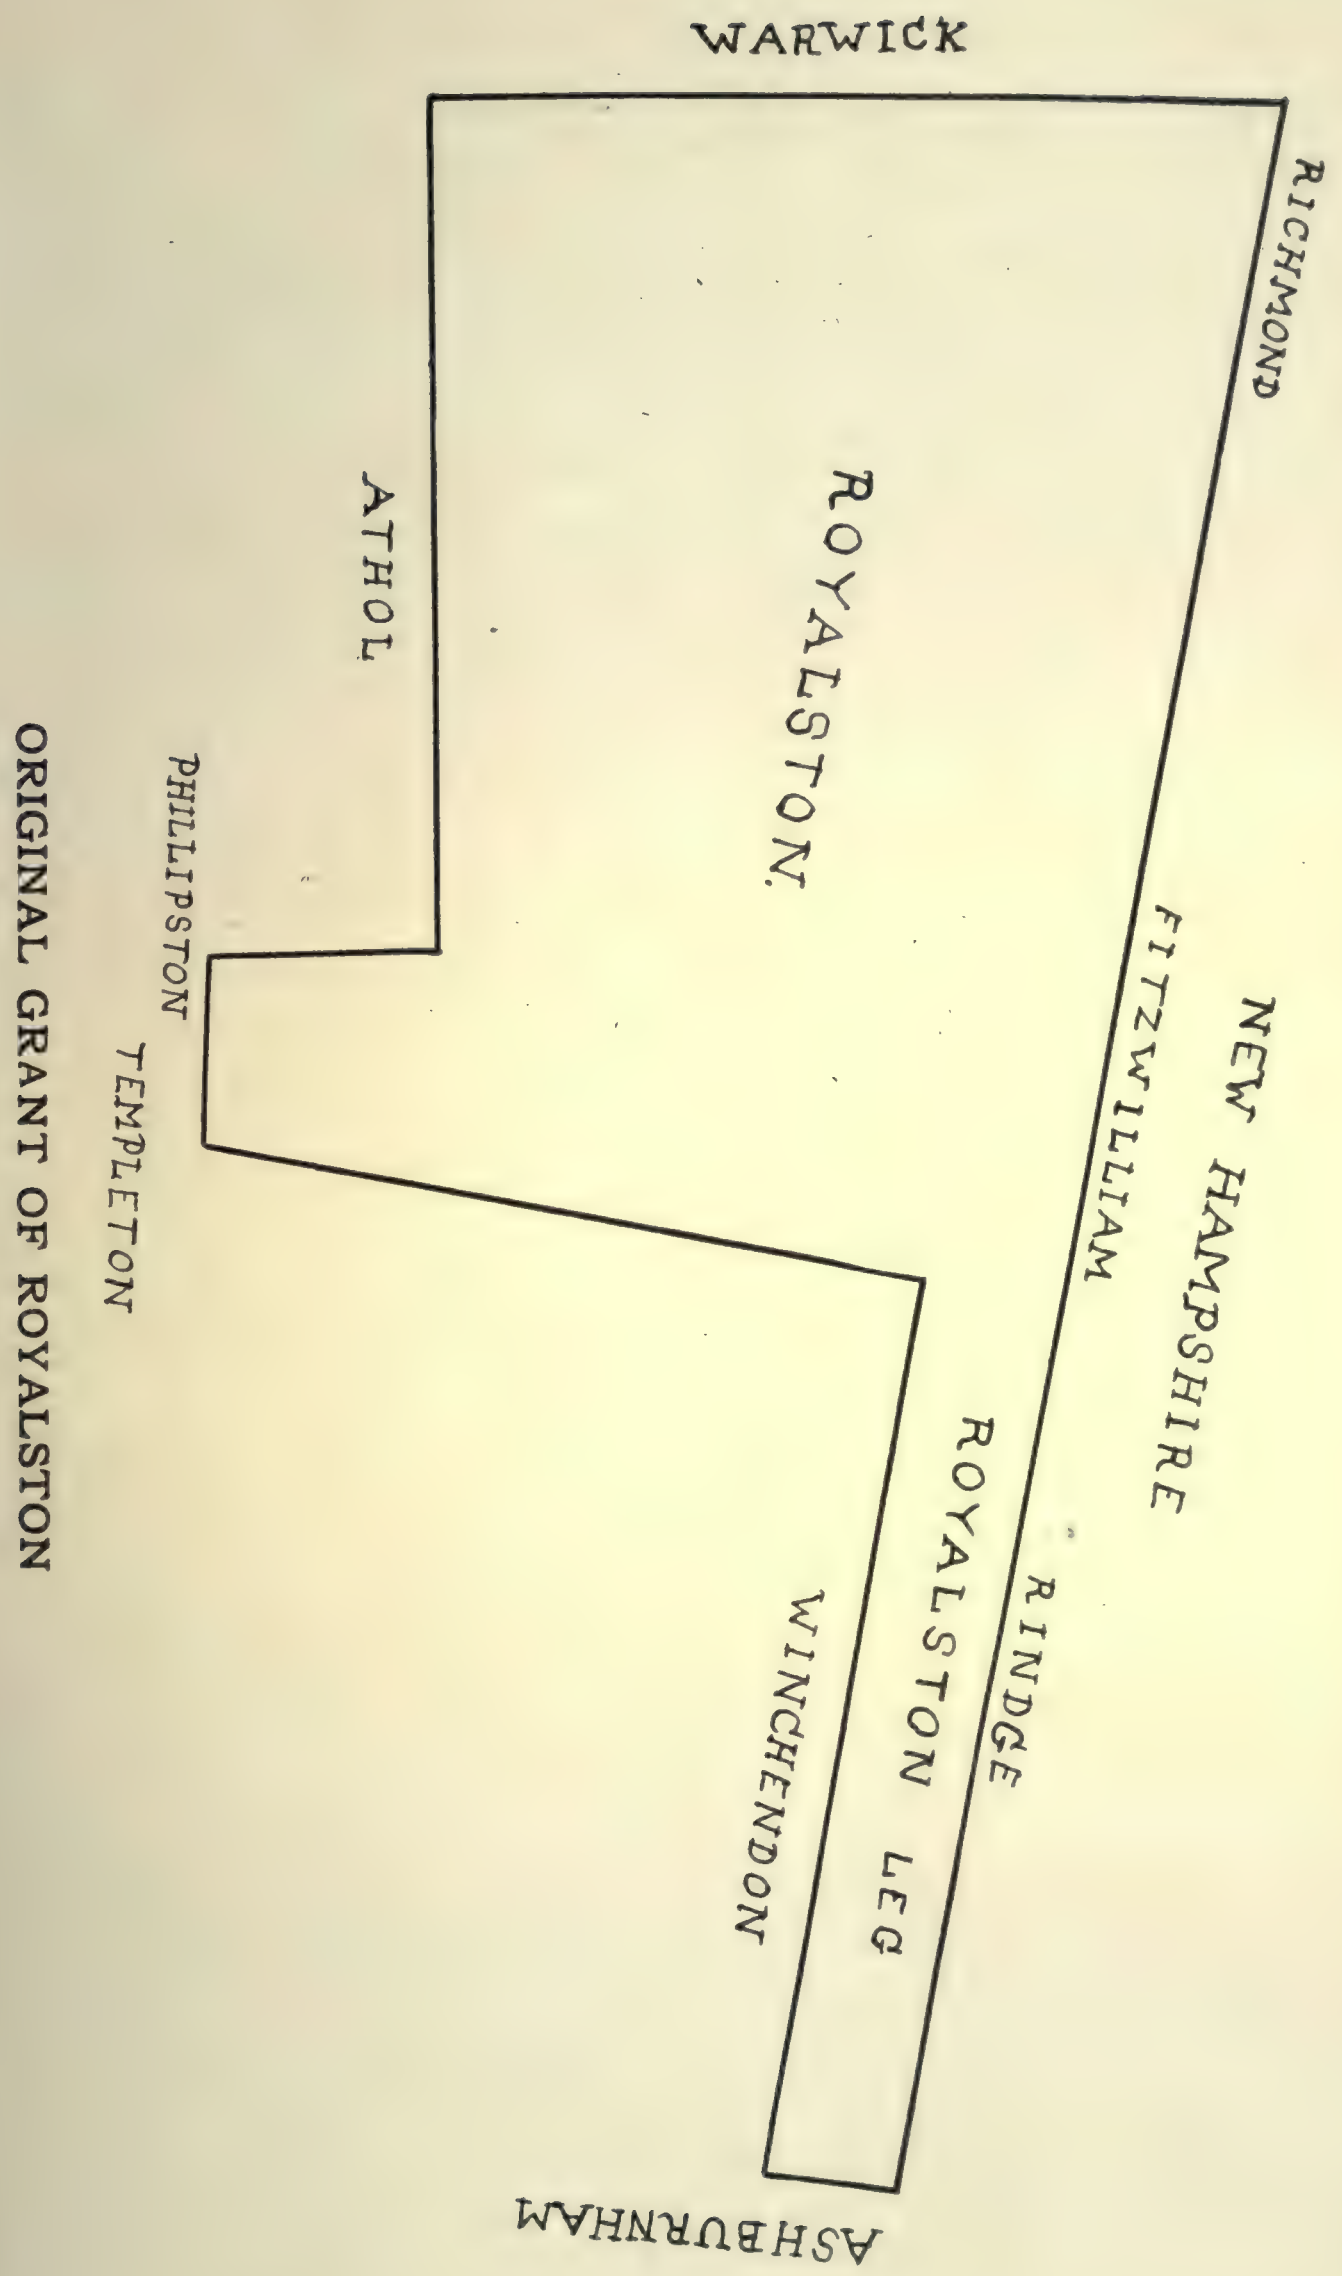 WARWICK
RICHMOND
NEW HAMPSHIRE
FITZWILLIAM
RINDGE
ROYALSTON.
ROYALSTON LEG
WINCHENDON
ASHBURNHAM
ATHOL
PHILLIPSTON
TEMPLETON
ORIGINAL GRANT OF ROYALSTON